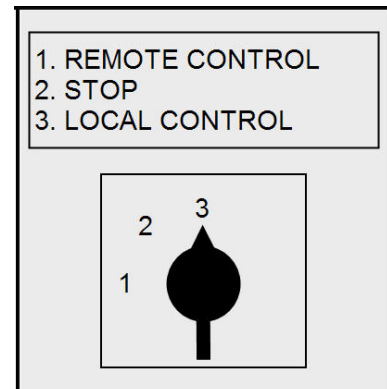 1. REMOTE CONTROL
2. STOP
3. LOCAL CONTROL
3
2
1